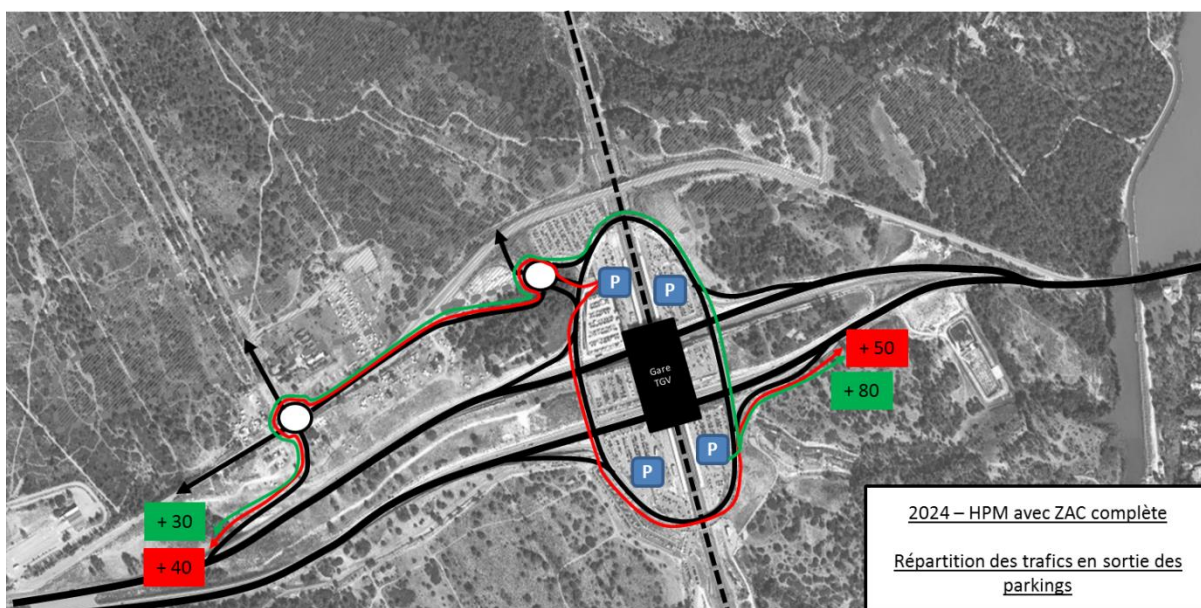 P
P
Gare
TGV
+ 50
+ 80
P
P
+ 30
+ 40
2024 – HPM avec ZAC complète
Répartition des trafics en sortie des
parkings